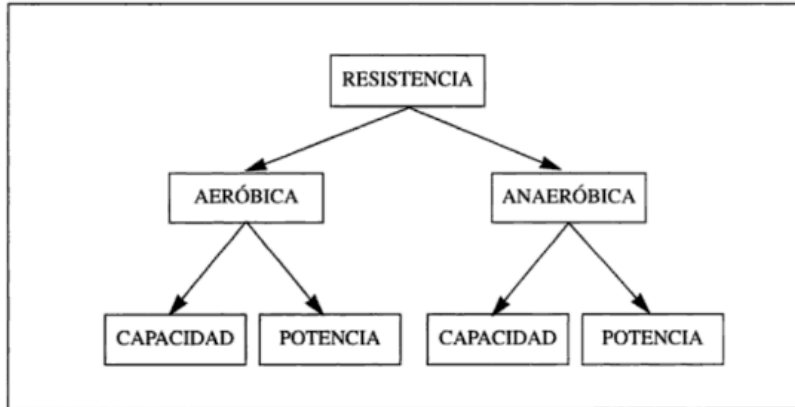 RESISTENCIA
AERÓBICA
ANAERÓBICA
CAPACIDAD
POTENCIA
CAPACIDAD
POTENCIA